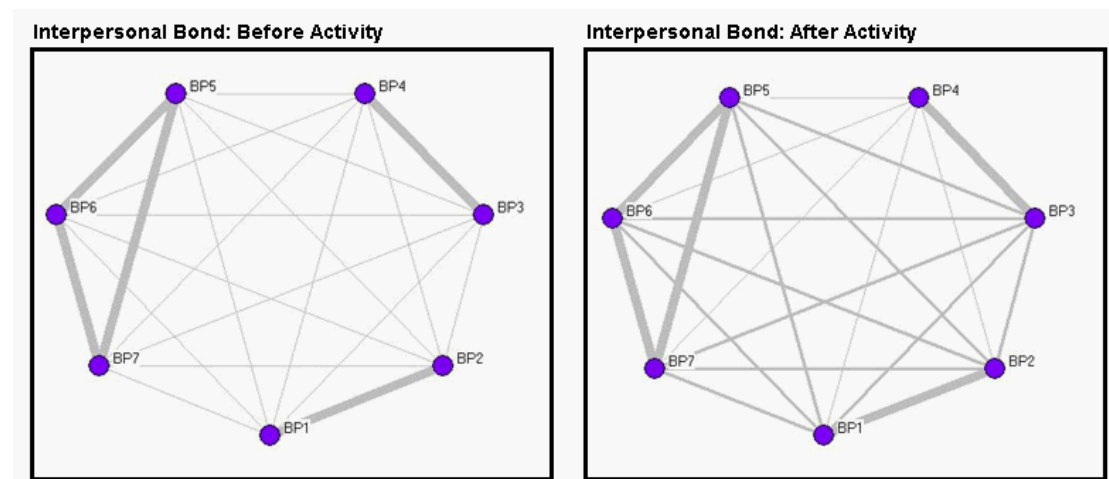 Interpersonal Bond: Before Activity
BP5
BP4
BP6
BP3
BP7
BP2
BP1
Interpersonal Bond: After Activity
BP5
BP4
BP6
BP3
BP7
BP2
BP1